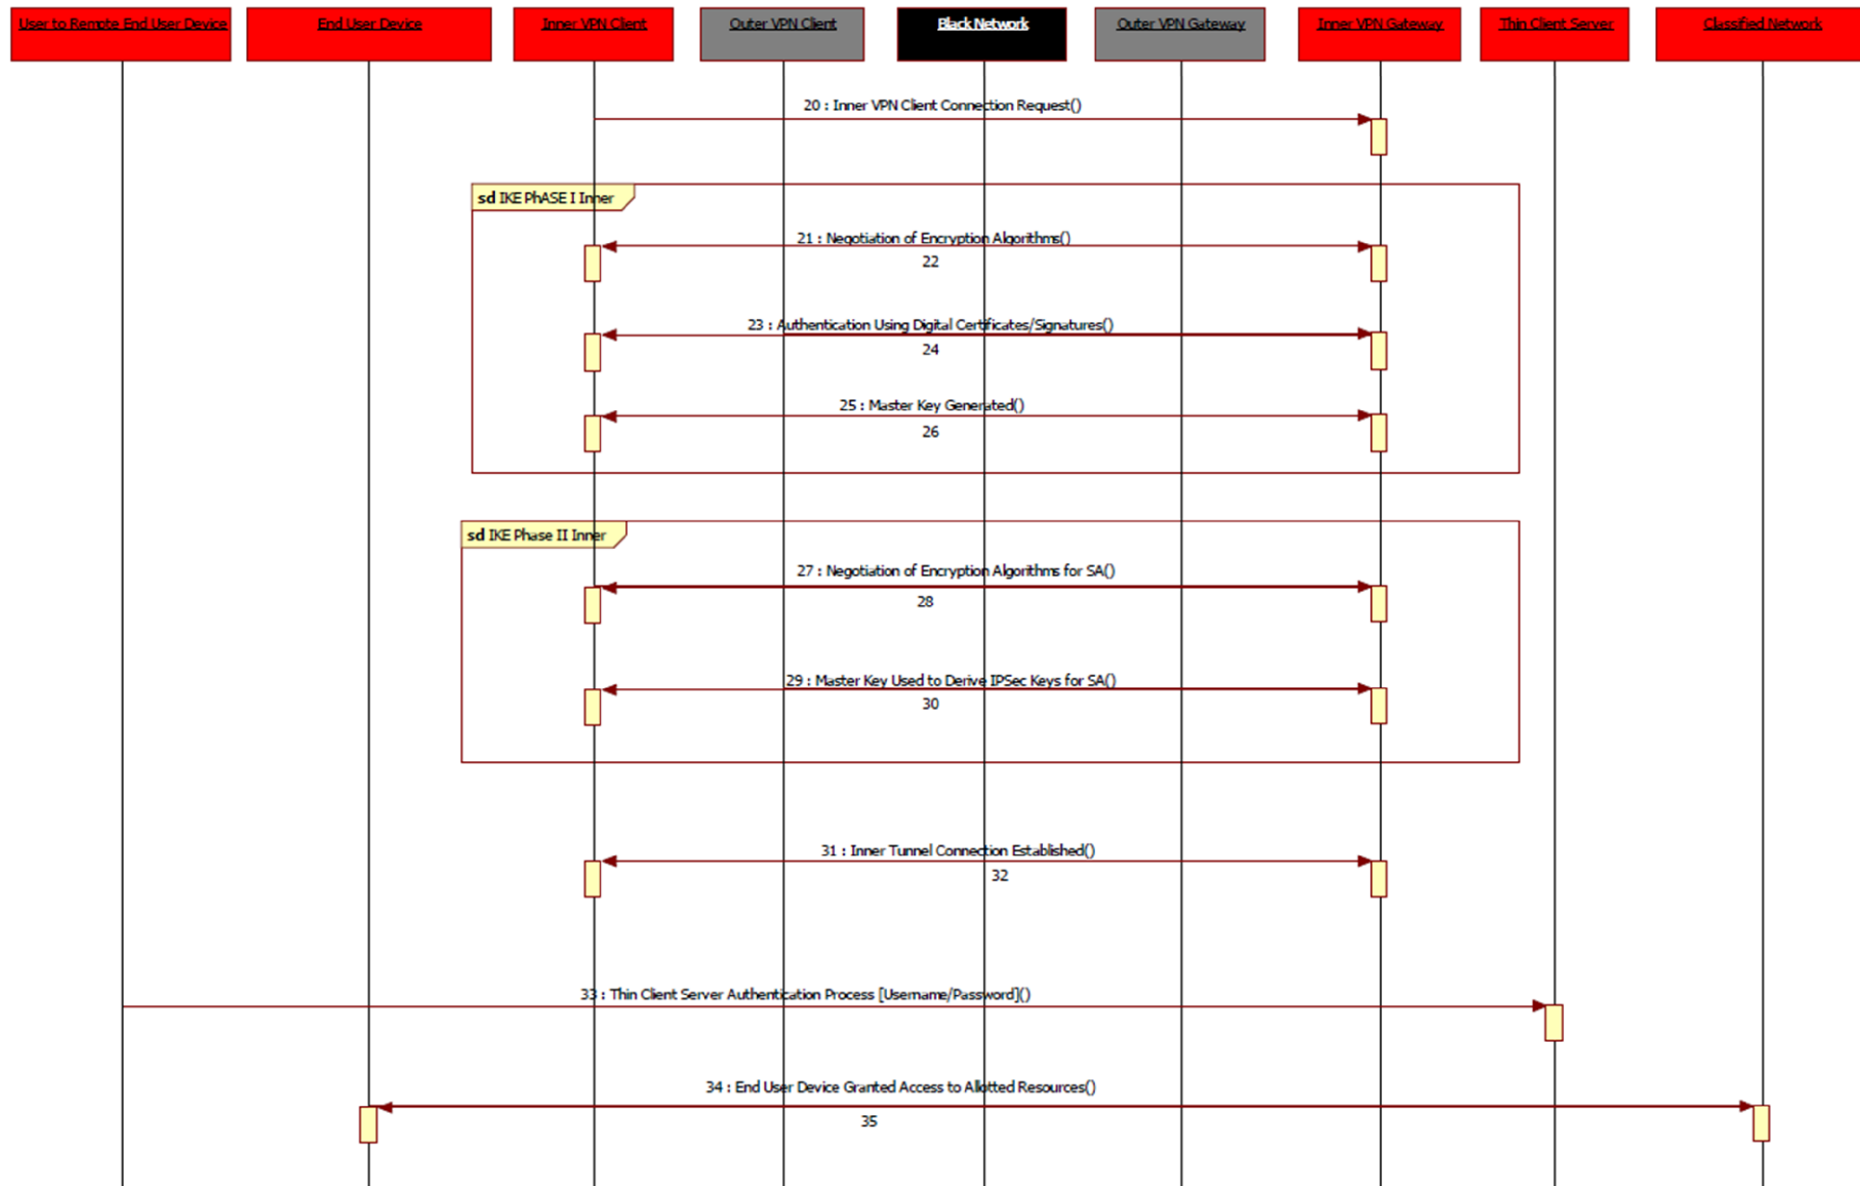 User to Remote End User Device
End User Device
Inner VPN Client
Outer VPN Client
Black Network
Outer VPN Gateway
Inner VPN Gateway
Thin Client Server
Classified Network
20 : Inner VPN Client Connection Request()
sd IKE PhASE I Inner
21 : Negotiation of Encryption Algorithms()
22
23 : Authentication Using Digital Certificates/Signatures()
24
25 : Master Key Generated()
26
sd IKE Phase II Inner
27 : Negotiation of Encryption Algorithms for SA()
28
29 : Master Key Used to Derive IPSec Keys for SA()
30
31 : Inner Tunnel Connection Established()
32
33 : Thin Client Server Authentication Process [Username/Password]()
34 : End User Device Granted Access to Allotted Resources()
35